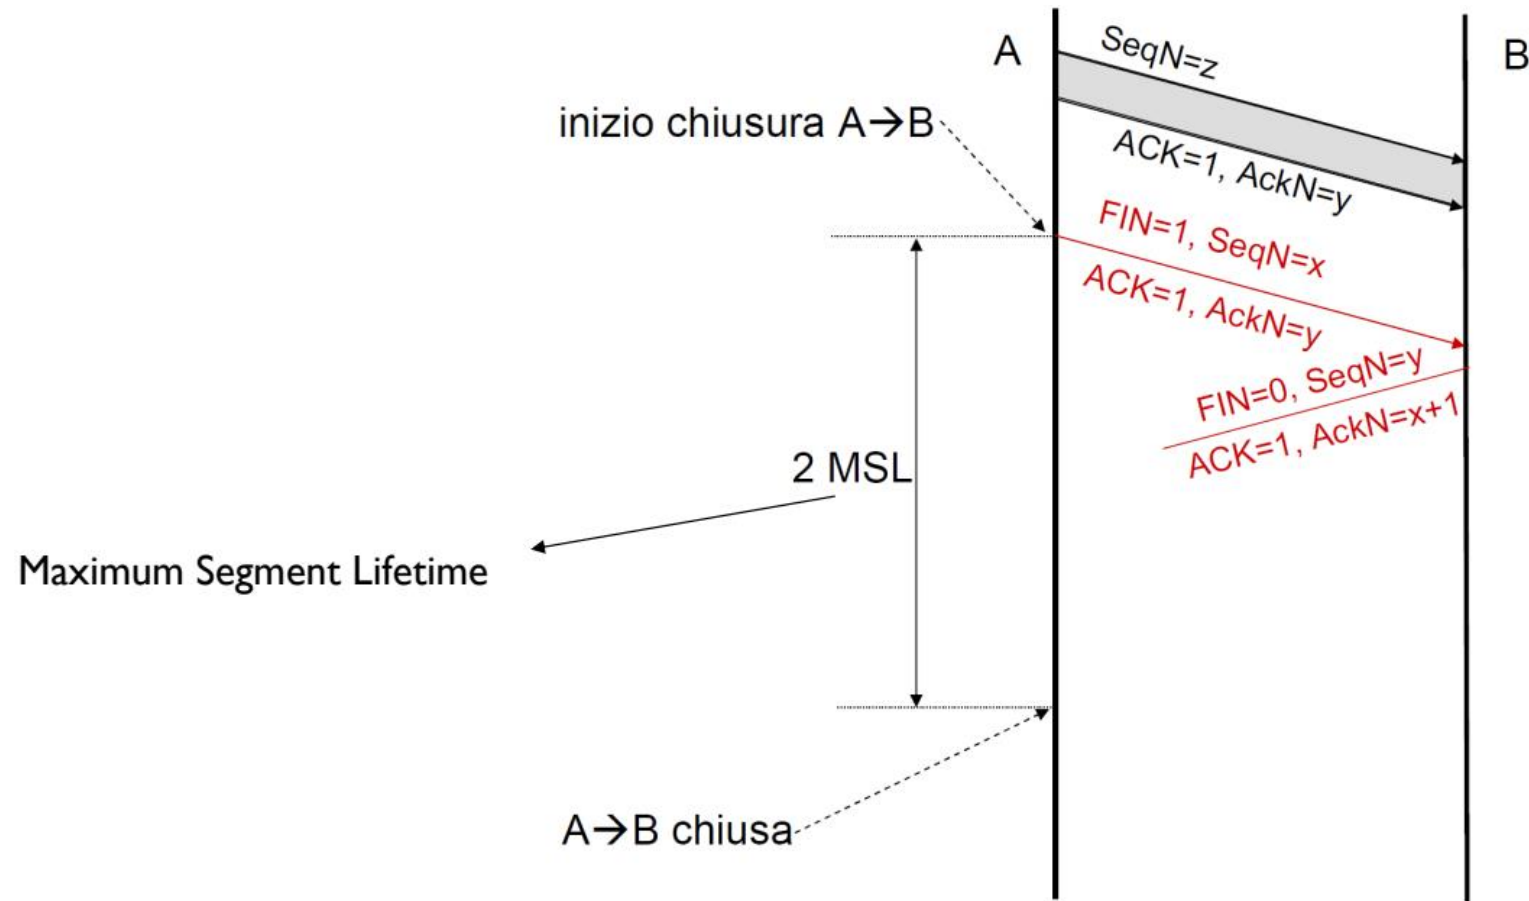 A
B
SeqN=z
inizio chiusura A→B
ACK=1, AckN=y
FIN=1, SeqN=x
ACK=1, AckN=y
FIN=0, SeqN=y
ACK=1, AckN=x+1
2 MSL
Maximum Segment Lifetime
A→B chiusa